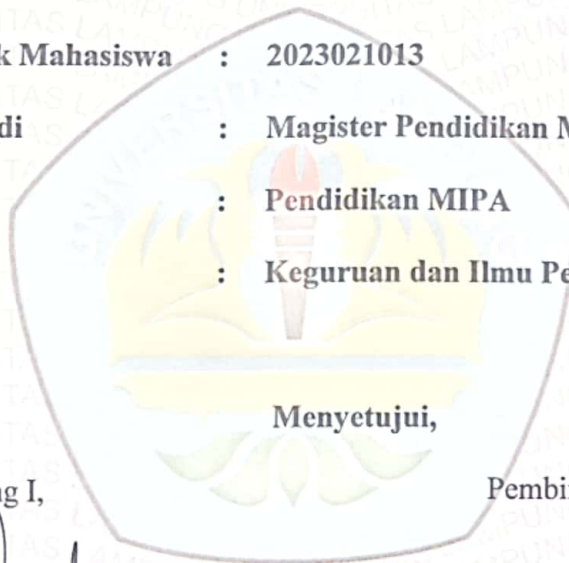 k Mahasiswa : 2023021013
di : Magister Pendidikan M
: Pendidikan MIPA
: Keguruan dan Ilmu Pe
Menyetujui,
g I, Pembi